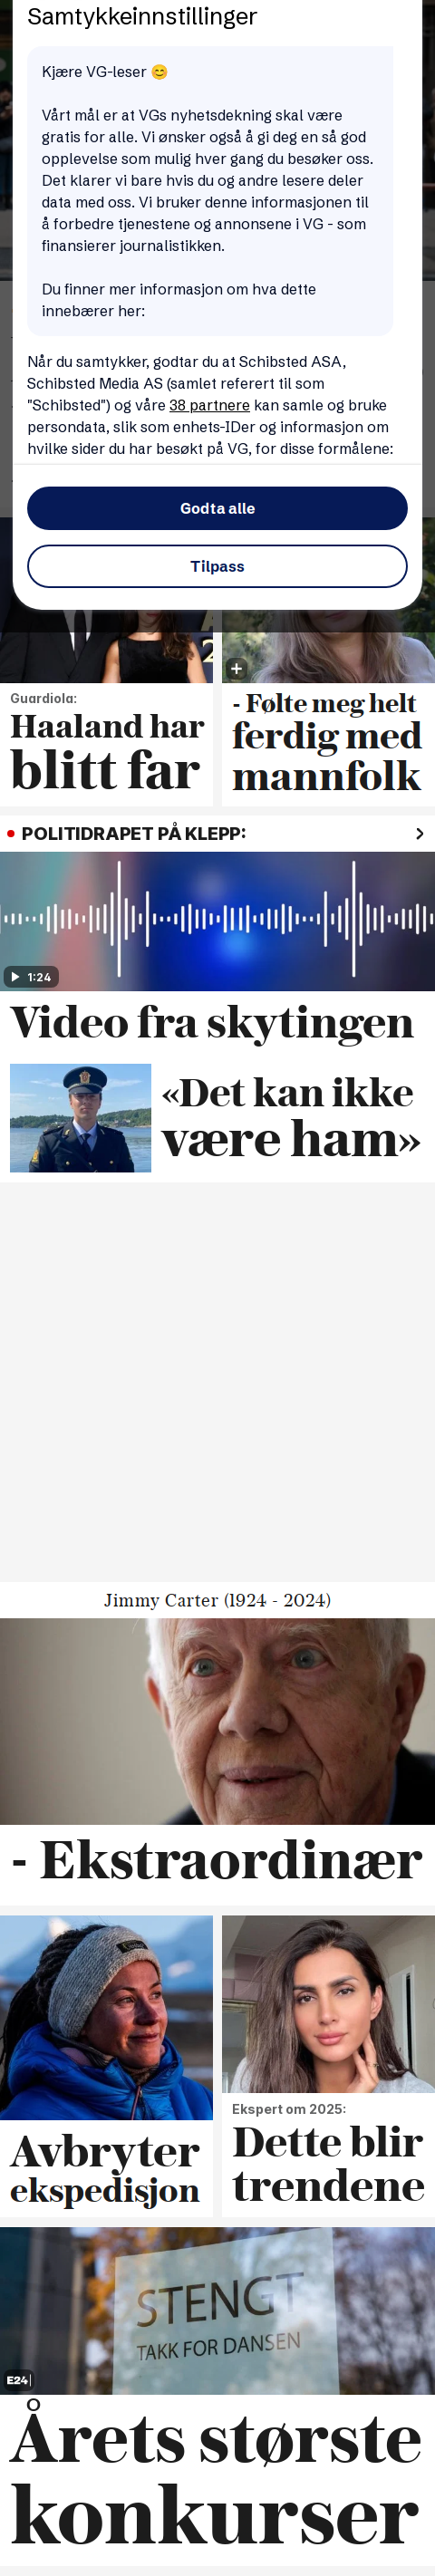 Samtykkeinnstillinger
Kjære VG-leser 😊
Vårt mål er at VGs nyhetsdekning skal være
gratis for alle. Vi ønsker også å gi deg en så god
opplevelse som mulig hver gang du besøker oss.
Det klarer vi bare hvis du og andre lesere deler
data med oss. Vi bruker denne informasjonen til
å forbedre tjenestene og annonsene i VG - som
finansierer journalistikken.
Du finner mer informasjon om hva dette
innebærer her:
Når du samtykker, godtar du at Schibsted ASA,
Schibsted Media AS (samlet referert til som
"Schibsted") og våre 38 partnere kan samle og bruke
persondata, slik som enhets-IDer og informasjon om
hvilke sider du har besøkt på VG, for disse formålene:
Godta alle
Tilpass
Guardiola:
Haaland har
blitt far
- Følte meg helt
ferdig med
mannfolk
POLITIDRAPET PÅ KLEPP:
1:24
Video fra skytingen
«Det kan ikke
være ham»
Jimmy Carter (1924 - 2024)
- Ekstraordinær
Avbryter
ekspedisjon
Ekspert om 2025:
Dette blir
trendene
STENGT
TAKK FOR DANSEN
E24
Årets største
konkurser